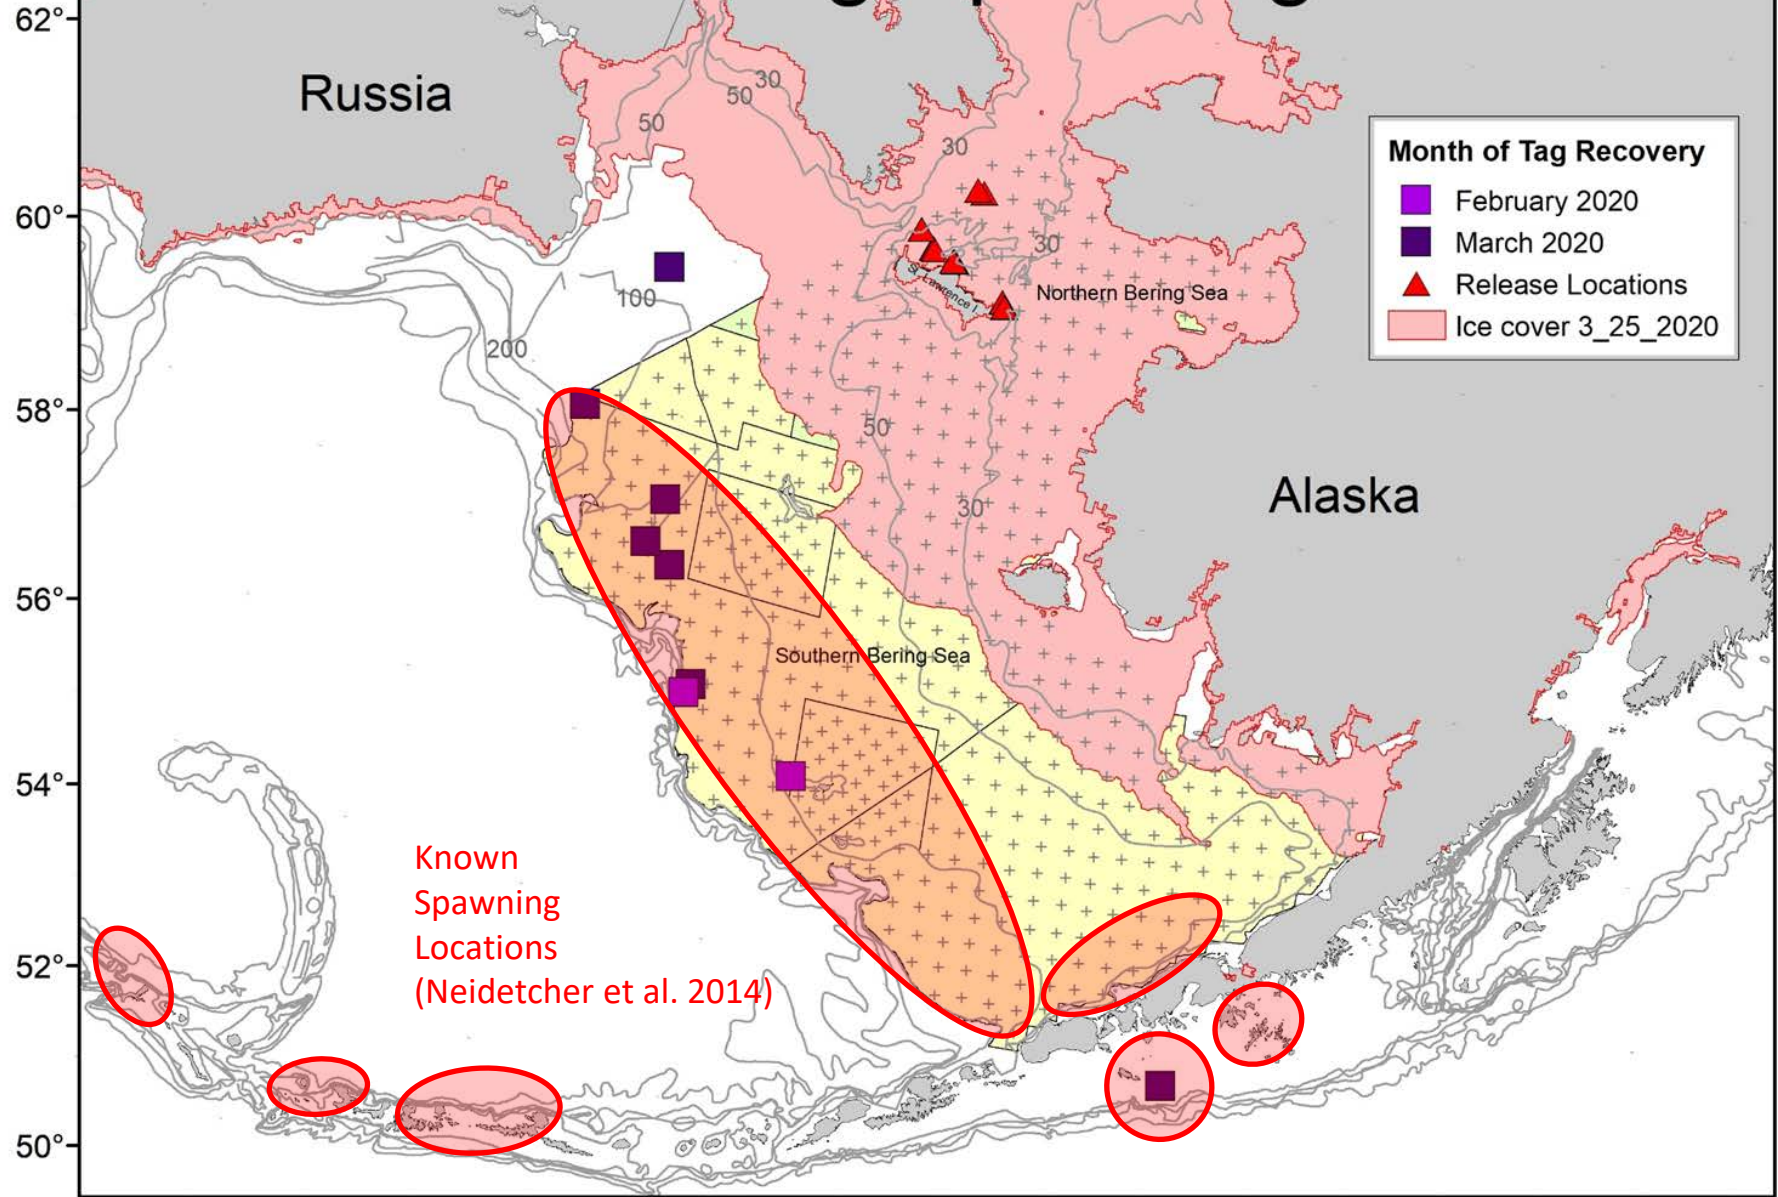 62°
60°
58°
56°
54°
52°
50°
Russia
Alaska
Month of Tag Recovery
February 2020
March 2020
Release Locations
Ice cover 3_25_2020
30
50
50
30
30
100
200
50
30
St. Lawrence I.
Northern Bering Sea
Southern Bering Sea
Known
Spawning
Locations
(Neidetcher et al. 2014)